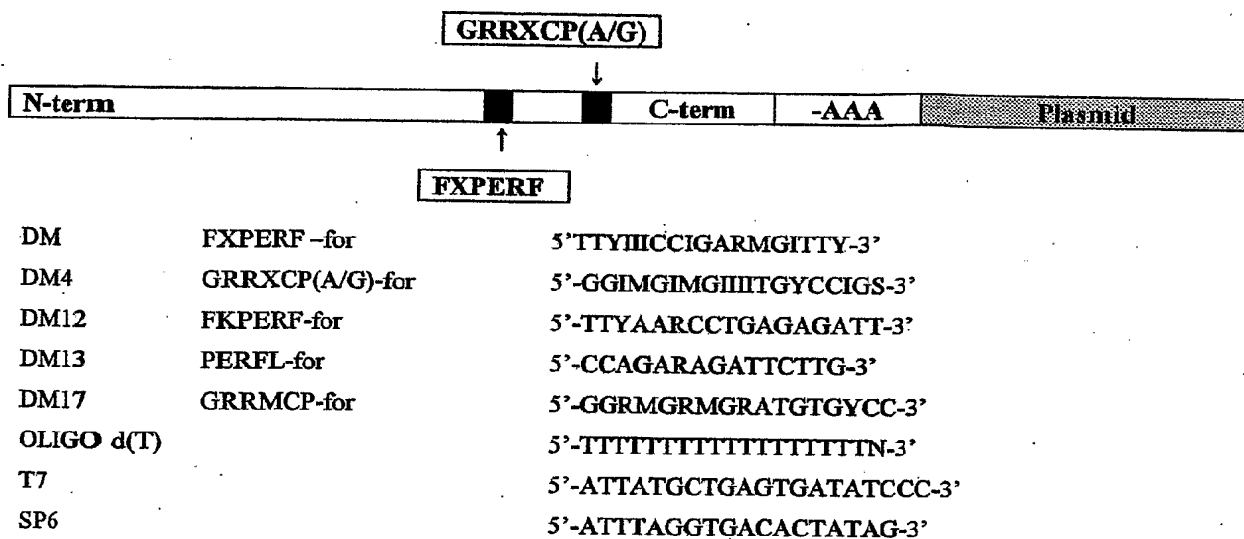 GRRXCP(A/G)
N-term C-term -AAA Plasmid
FXPERF
DM FXPERF –for 5'TTYIIICCIGARMGITTY-3'
DM4 GRRXCP(A/G)-for 5'-GGIMGIMGIIIITGYCCIGS-3'
DM12 FKPERF-for 5'-TTYAARCCTGAGAGATT-3'
DM13 PERFL-for 5'-CCAGARAGATTCTTG-3'
DM17 GRRMCP-for 5'-GGRMGRMGRATGTGYCC-3'
OLIGO d(T) 5'-TTTTTTTTTTTTTTTTTTN-3'
T7 5'-ATTATGCTGAGTGATATCCC-3'
SP6 5'-ATTTAGGTGACACTATAG-3'